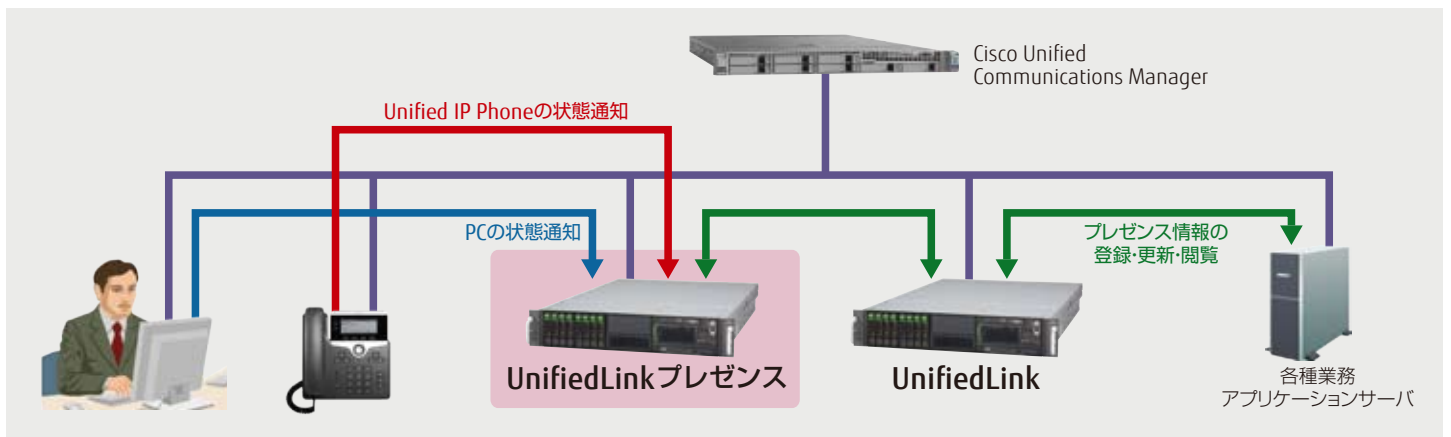 Cisco Unified
Communications Manager
Unified IP Phoneの状態通知
PCの状態通知
プレゼンス情報の
登録・更新・閲覧
UnifiedLinkプレゼンス
UnifiedLink
各種業務
アプリケーションサーバ